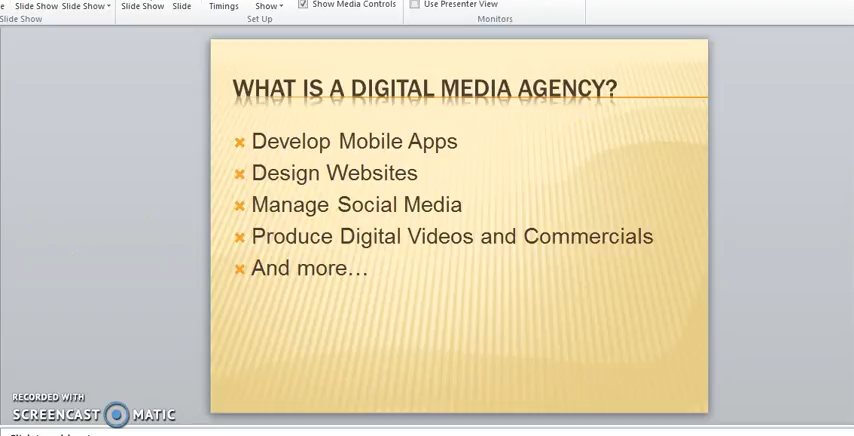 e Slide Show Slide Show Slide Show Slide Timings Show Show Media Controls Use Presenter View
Slide Show Set Up Monitors
WHAT IS A DIGITAL MEDIA AGENCY?
Develop Mobile Apps
Design Websites
Manage Social Media
Produce Digital Videos and Commercials
And more…
RECORDED WITH
SCREENCAST MATIC